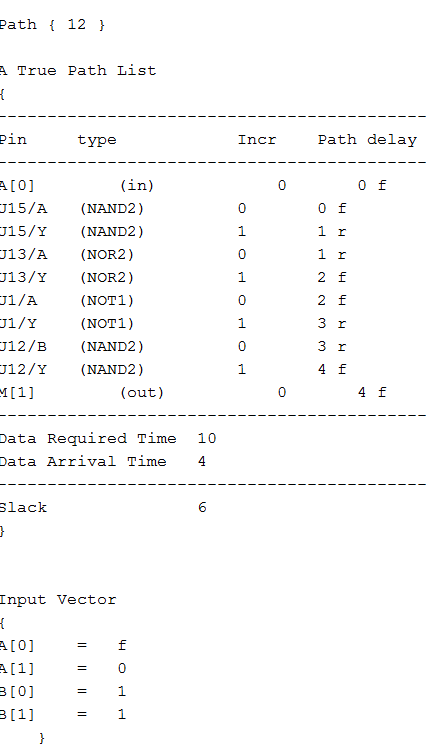 Path { 12 }
A True Path List
{
-------------------------------------------
Pin     type            Incr    Path delay
-------------------------------------------
A[0]        (in)            0       0 f
U15/A   (NAND2)         0       0 f
U15/Y   (NAND2)         1       1 r
U13/A   (NOR2)          0       1 r
U13/Y   (NOR2)          1       2 f
U1/A    (NOT1)          0       2 f
U1/Y    (NOT1)          1       3 r
U12/B   (NAND2)         0       3 r
U12/Y   (NAND2)         1       4 f
M[1]        (out)           0       4 f
-------------------------------------------
Data Required Time  10
Data Arrival Time   4
-------------------------------------------
Slack               6
}
Input Vector
{
A[0]    =   f
A[1]    =   0
B[0]    =   1
B[1]    =   1
}